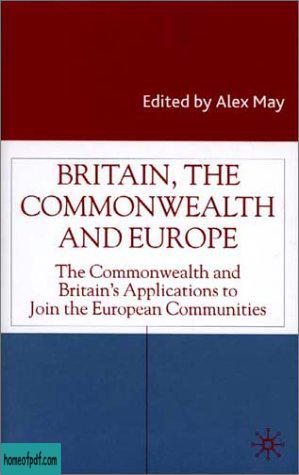 Edited by Alex May
BRITAIN, THE
COMMONWEALTH
AND EUROPE
The Commonwealth and
Britain's Applications to
Join the European Communities
homeofpdf.com